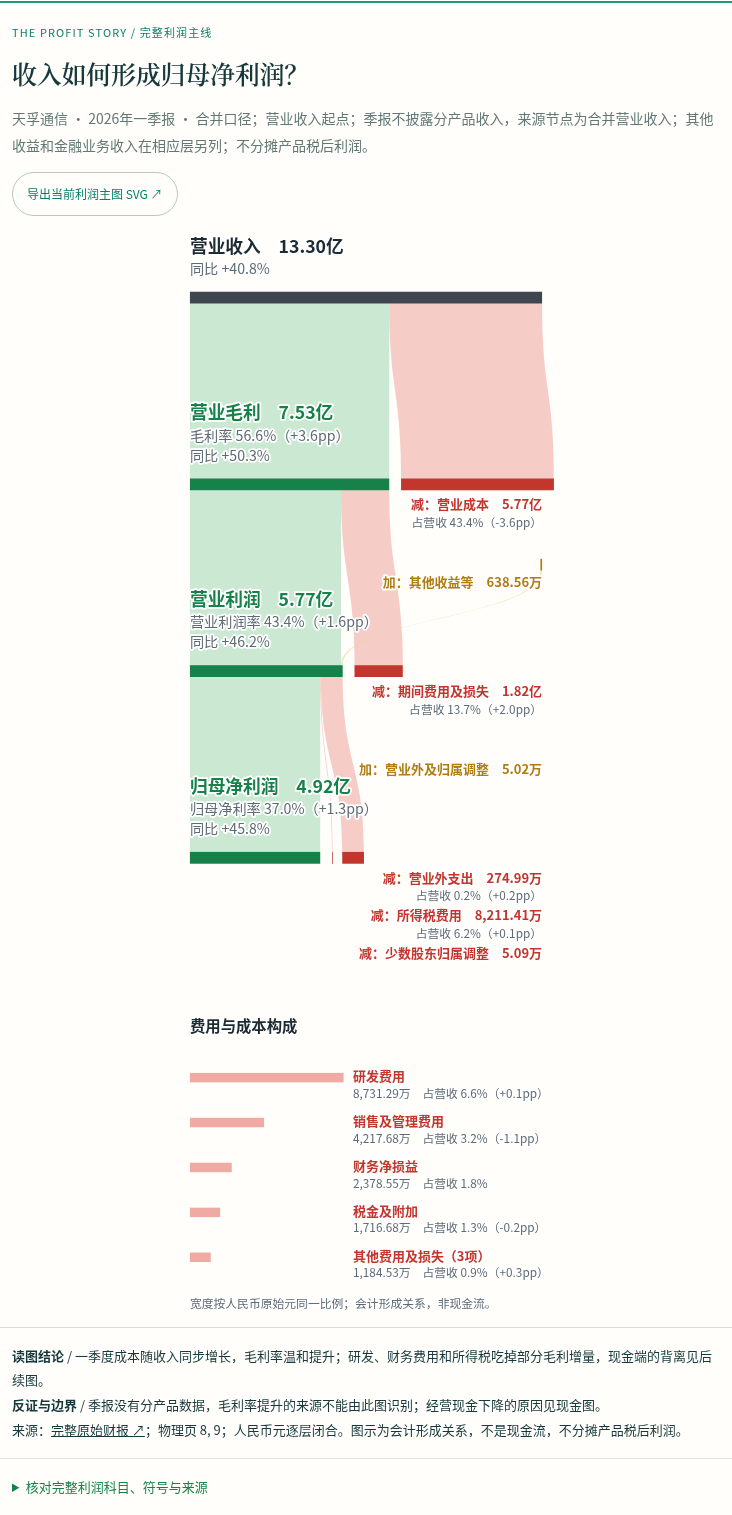 THE PROFIT STORY / 完整利润主线
收入如何形成归母净利润？
天孚通信 · 2026年一季报 · 合并口径；营业收入起点；季报不披露分产品收入，来源节点为合并营业收入；其他
收益和金融业务收入在相应层另列；不分摊产品税后利润。
导出当前利润主图 SVG ↗
营业收入 13.30亿
同比 +40.8%
营业毛利 7.53亿
毛利率 56.6%（+3.6pp）
同比 +50.3%
减：营业成本 5.77亿
占营收 43.4%（-3.6pp）
加：其他收益等 638.56万
营业利润 5.77亿
营业利润率 43.4%（+1.6pp）
同比 +46.2%
减：期间费用及损失 1.82亿
占营收 13.7%（+2.0pp）
加：营业外及归属调整 5.02万
归母净利润 4.92亿
归母净利率 37.0%（+1.3pp）
同比 +45.8%
减：营业外支出 274.99万
占营收 0.2%（+0.2pp）
减：所得税费用 8,211.41万
占营收 6.2%（+0.1pp）
减：少数股东归属调整 5.09万
费用与成本构成
研发费用
8,731.29万 占营收 6.6%（+0.1pp）
销售及管理费用
4,217.68万 占营收 3.2%（-1.1pp）
财务净损益
2,378.55万 占营收 1.8%
税金及附加
1,716.68万 占营收 1.3%（-0.2pp）
其他费用及损失（3项）
1,184.53万 占营收 0.9%（+0.3pp）
宽度按人民币原始元同一比例；会计形成关系，非现金流。
读图结论 / 一季度成本随收入同步增长，毛利率温和提升；研发、财务费用和所得税吃掉部分毛利增量，现金端的背离见后
续图。
反证与边界 / 季报没有分产品数据，毛利率提升的来源不能由此图识别；经营现金下降的原因见现金图。
来源：完整原始财报 ↗；物理页 8, 9；人民币元逐层闭合。图示为会计形成关系，不是现金流，不分摊产品税后利润。
▶ 核对完整利润科目、符号与来源